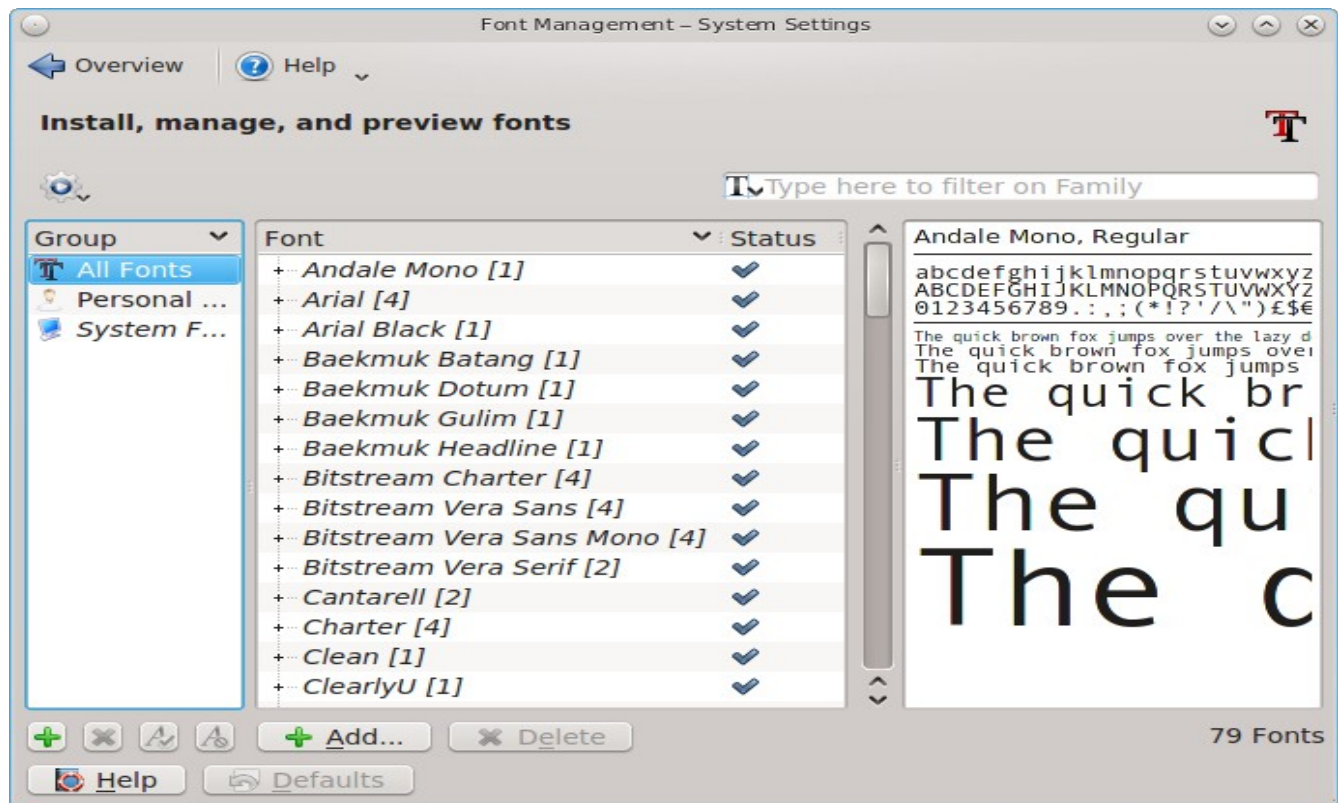 Font Management – System Settings
Overview
Help
Install, manage, and preview fonts
Type here to filter on Family
Group
All Fonts
Personal ...
System F...
Font
Status
Andale Mono [1]
Arial [4]
Arial Black [1]
Baekmuk Batang [1]
Baekmuk Dotum [1]
Baekmuk Gulim [1]
Baekmuk Headline [1]
Bitstream Charter [4]
Bitstream Vera Sans [4]
Bitstream Vera Sans Mono [4]
Bitstream Vera Serif [2]
Cantarell [2]
Charter [4]
Clean [1]
ClearlyU [1]
Andale Mono, Regular
abcdefghijklmnopqrstuvwxyz
ABCDEFGHIJKLMNOPQRSTUVWXYZ
0123456789.:,;(*!?'/\")£$€
The quick brown fox jumps over the lazy d
The quick brown fox jumps over
The quick brown fox jumps
The quick br
The quick
The qu
The c
Add...
Delete
79 Fonts
Help
Defaults